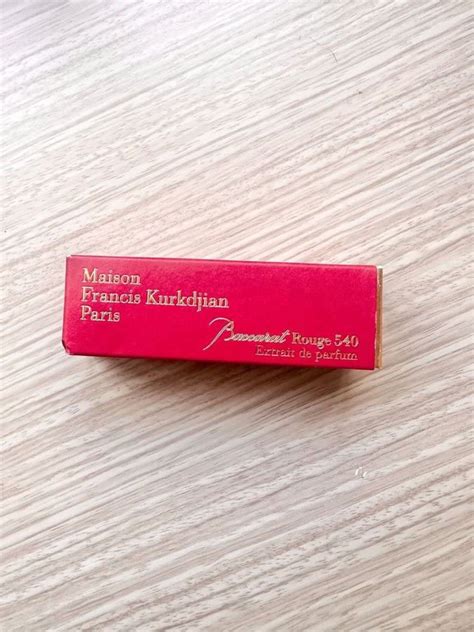 Maison
Francis Kurkdjian
Paris
Baccarat Rouge 540
Extrait de parfum